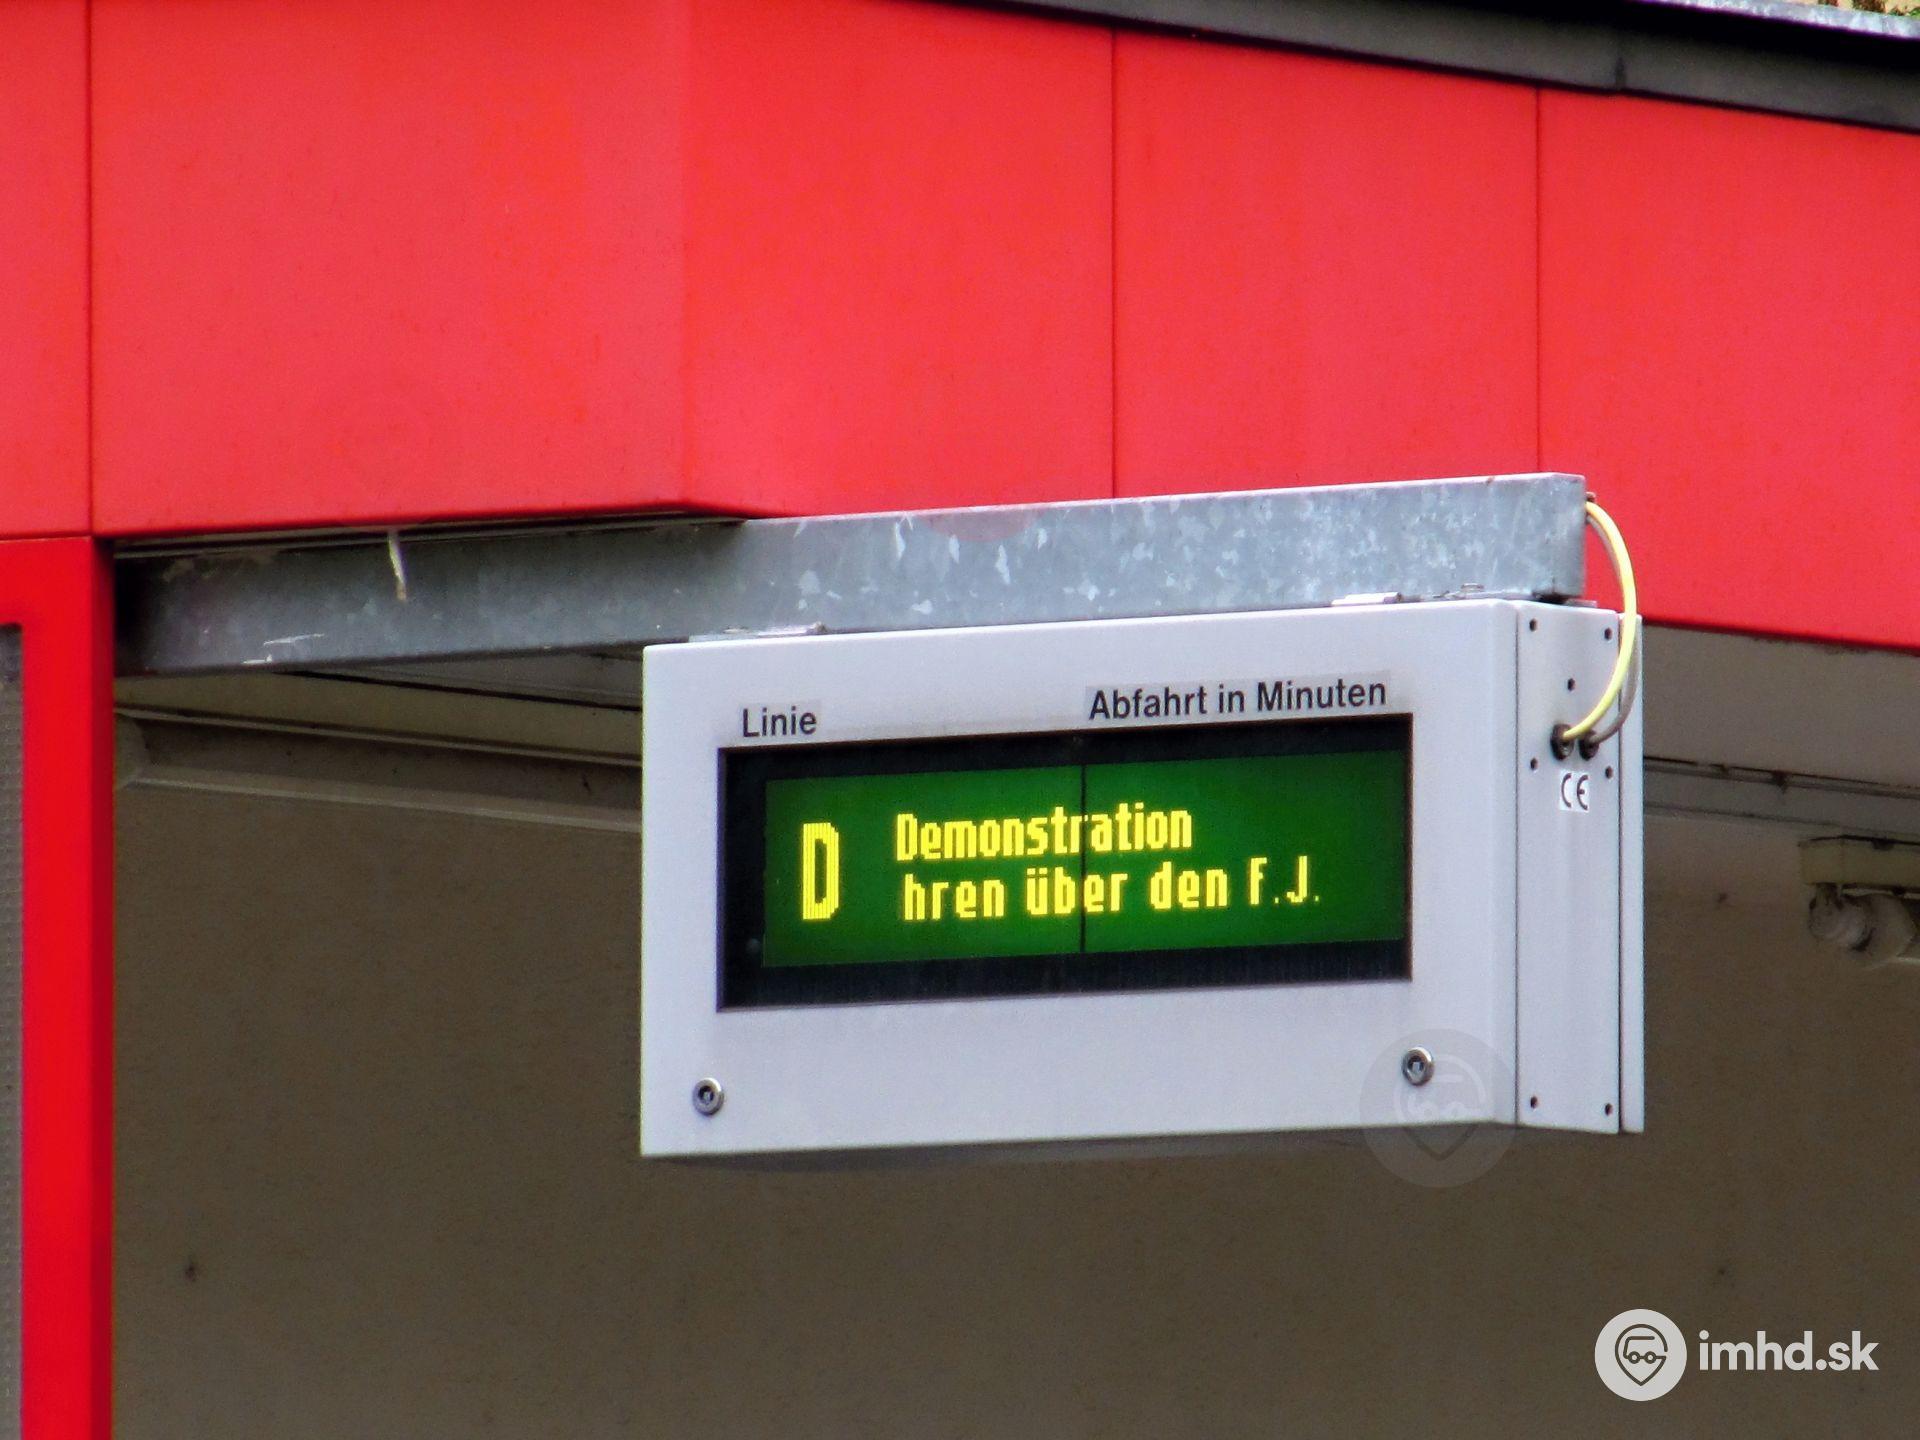 Linie
Abfahrt in Minuten
D Demonstration
hren über den F.J.
CE
imhd.sk